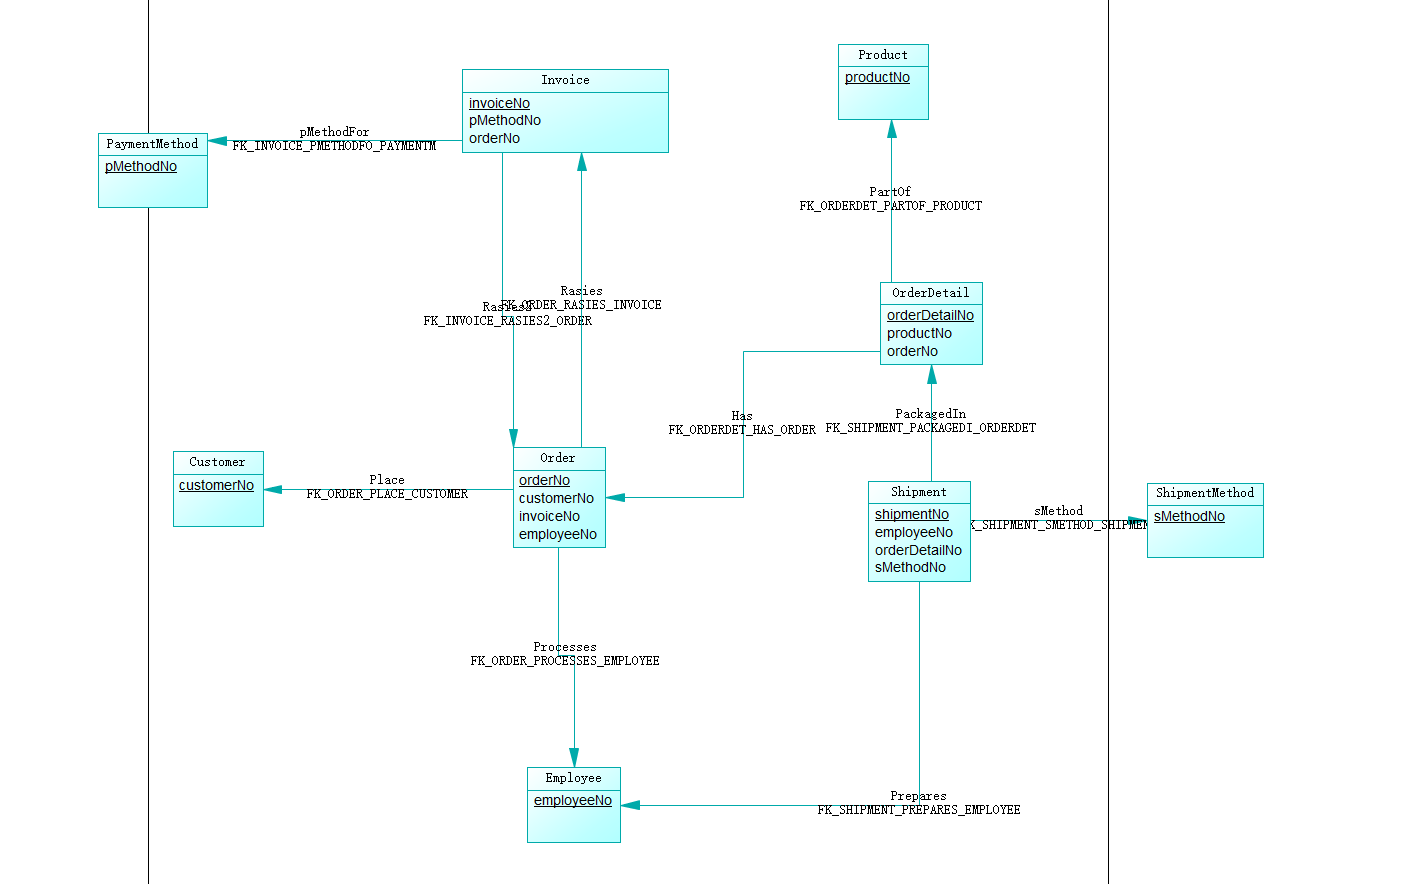 Product
productNo
Invoice
invoiceNo
pMethodNo
orderNo
PaymentMethod
pMethodNo
pMethodFor
FK_INVOICE_PMETHODFO_PAYMENTM
PartOf
FK_ORDERDET_PARTOF_PRODUCT
OrderDetail
orderDetailNo
productNo
orderNo
Rasies
FK_ORDER_RASIES_INVOICE
Rasies2
FK_INVOICE_RASIES2_ORDER
Has
FK_ORDERDET_HAS_ORDER
PackagedIn
FK_SHIPMENT_PACKAGEDI_ORDERDET
Customer
customerNo
Place
FK_ORDER_PLACE_CUSTOMER
Order
orderNo
customerNo
invoiceNo
employeeNo
Shipment
shipmentNo
employeeNo
orderDetailNo
sMethodNo
sMethod
K_SHIPMENT_SMETHOD_SHIPMEN
ShipmentMethod
sMethodNo
Processes
FK_ORDER_PROCESSES_EMPLOYEE
Employee
employeeNo
Prepares
FK_SHIPMENT_PREPARES_EMPLOYEE